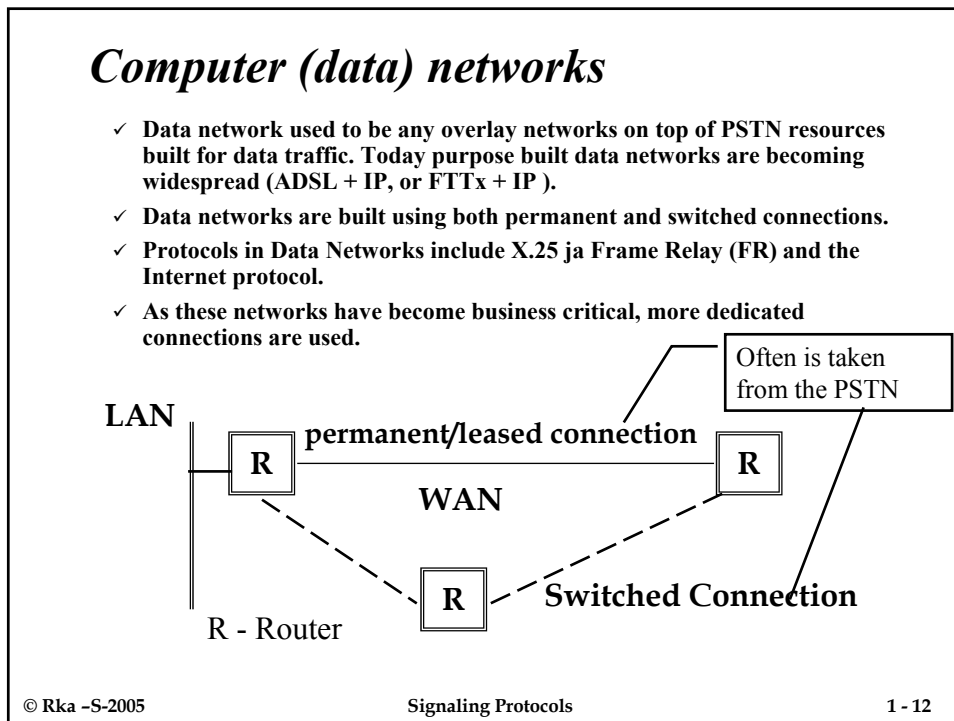 Computer (data) networks
✓ Data network used to be any overlay networks on top of PSTN resources
built for data traffic. Today purpose built data networks are becoming
widespread (ADSL + IP, or FTTx + IP ).
✓ Data networks are built using both permanent and switched connections.
✓ Protocols in Data Networks include X.25 ja Frame Relay (FR) and the
Internet protocol.
✓ As these networks have become business critical, more dedicated
connections are used.
Often is taken
from the PSTN
LAN
permanent/leased connection
R
R
WAN
R
Switched Connection
R - Router
© Rka –S-2005
Signaling Protocols
1 - 12